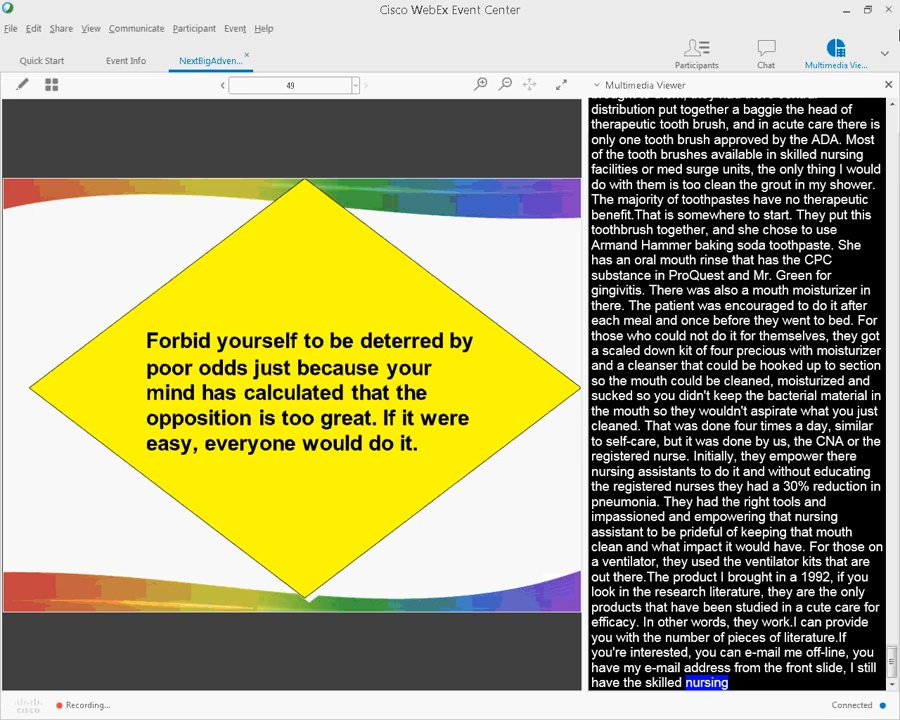 Cisco WebEx Event Center
File Edit Share View Communicate Participant Event Help
Quick Start Event Info NextBigAdven...
Participants Chat Multimedia Vie...
49
Multimedia Viewer
distribution put together a baggie the head of
therapeutic tooth brush, and in acute care there is
only one tooth brush approved by the ADA. Most
of the tooth brushes available in skilled nursing
facilities or med surge units, the only thing I would
do with them is too clean the grout in my shower.
The majority of toothpastes have no therapeutic
benefit.That is somewhere to start. They put this
toothbrush together, and she chose to use
Armand Hammer baking soda toothpaste. She
has an oral mouth rinse that has the CPC
substance in ProQuest and Mr. Green for
gingivitis. There was also a mouth moisturizer in
there. The patient was encouraged to do it after
each meal and once before they went to bed. For
those who could not do it for themselves, they got
a scaled down kit of four precious with moisturizer
and a cleanser that could be hooked up to section
so the mouth could be cleaned, moisturized and
sucked so you didn't keep the bacterial material in
the mouth so they wouldn't aspirate what you just
cleaned. That was done four times a day, similar
to self-care, but it was done by us, the CNA or the
registered nurse. Initially, they empower there
nursing assistants to do it and without educating
the registered nurses they had a 30% reduction in
pneumonia. They had the right tools and
impassioned and empowering that nursing
assistant to be prideful of keeping that mouth
clean and what impact it would have. For those on
a ventilator, they used the ventilator kits that are
out there.The product I brought in a 1992, if you
look in the research literature, they are the only
products that have been studied in a cute care for
efficacy. In other words, they work.I can provide
you with the number of pieces of literature.If
you're interested, you can e-mail me off-line, you
have my e-mail address from the front slide, I still
have the skilled nursing
Forbid yourself to be deterred by
poor odds just because your
mind has calculated that the
opposition is too great. If it were
easy, everyone would do it.
cisco
Recording...
Connected